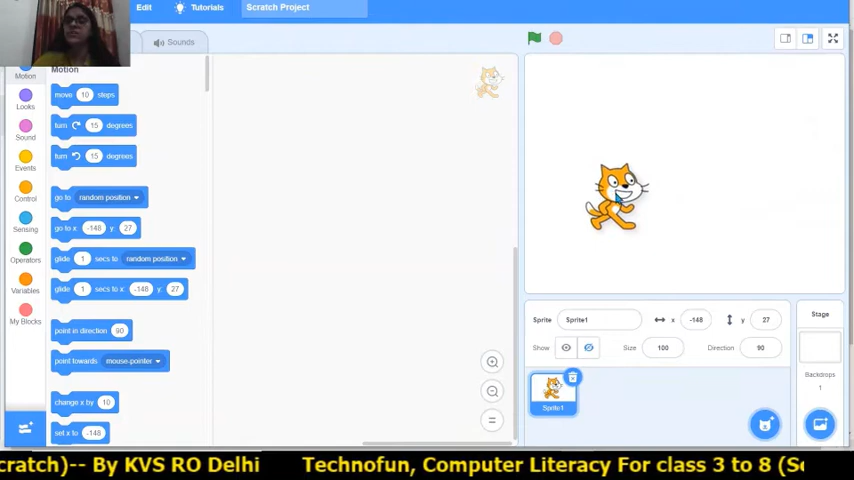 Edit Tutorials Scratch Project
Sounds
Motion
Motion
Looks
Sound
Events
Control
Sensing
Operators
Variables
My Blocks
move 10 steps
turn 15 degrees
turn 15 degrees
go to random position
go to x: -148 y: 27
glide 1 secs to random position
glide 1 secs to x: -148 y: 27
point in direction 90
point towards mouse-pointer
change x by 10
set x to -148
Sprite Sprite1 x -148 y 27
Show Size 100 Direction 90
Sprite1
Stage
Backdrops
1
cratch)-- By KVS RO Delhi Technofun, Computer Literacy For class 3 to 8 (Sc